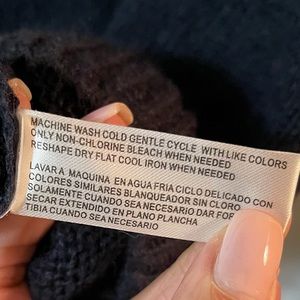 MACHINE WASH COLD GENTLE CYCLE WITH LIKE COLORS
ONLY NON-CHLORINE BLEACH WHEN NEEDED
RESHAPE DRY FLAT COOL IRON WHEN NEEDED
LAVAR A MAQUINA EN AGUA FRIA CICLO DELICADO CON
COLORES SIMILARES BLANQUEADOR SIN CLORO
SOLAMENTE CUANDO SEA NECESARIO DAR FOR
SECAR EXTENDIDO EN PLANO PLANCHA
TIBIA CUANDO SEA NECESARIO